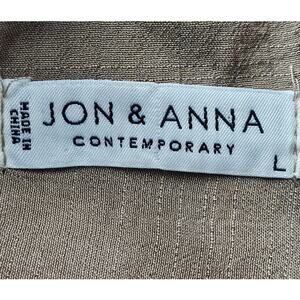 MADE IN
CHINA
JON & ANNA
CONTEMPORARY
L